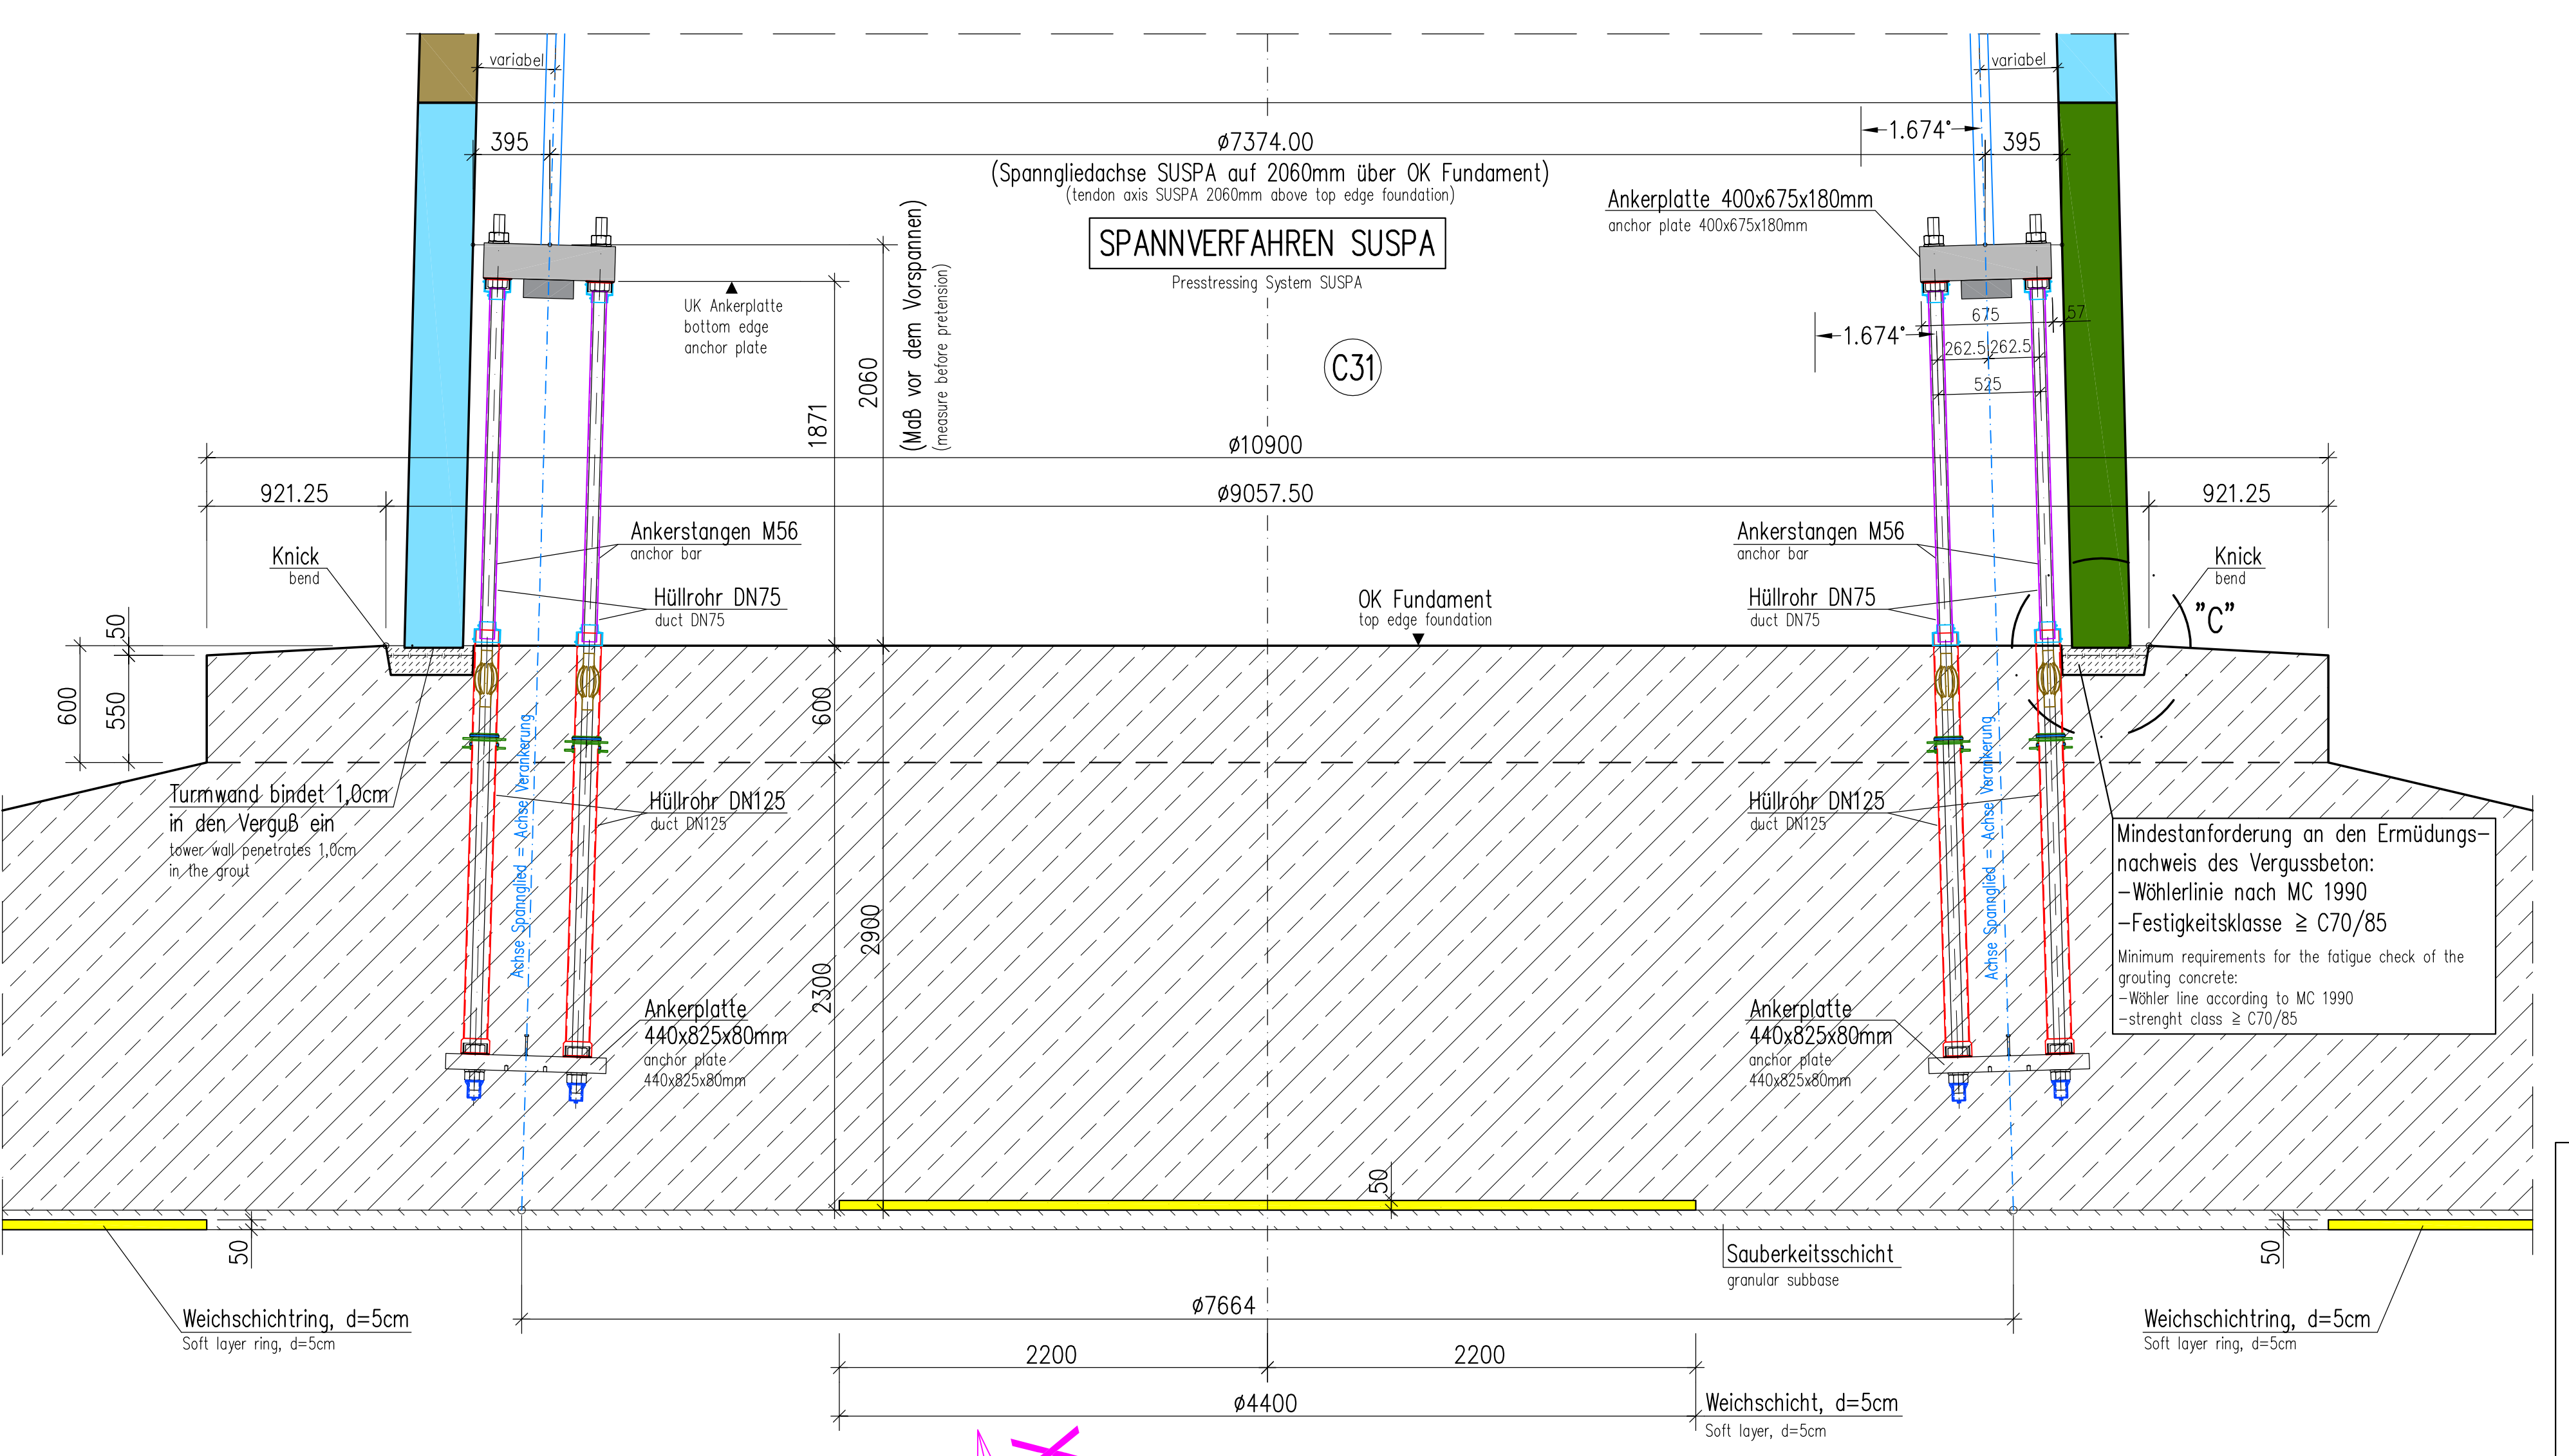 variabel
variabel
395
ø7374.00
1.674°
395
(Spanngliedachse SUSPA auf 2060mm über OK Fundament)
(tendon axis SUSPA 2060mm above top edge foundation)
Ankerplatte 400x675x180mm
anchor plate 400x675x180mm
SPANNVERFAHREN SUSPA
Presstressing System SUSPA
UK Ankerplatte
bottom edge
anchor plate
1871
2060
(Maß vor dem Vorspannen)
(measure before pretension)
C31
675
57
1.674°
262.5
262.5
525
ø10900
921.25
ø9057.50
921.25
Ankerstangen M56
anchor bar
Ankerstangen M56
anchor bar
Knick
bend
Knick
bend
Hüllrohr DN75
duct DN75
OK Fundament
top edge foundation
Hüllrohr DN75
duct DN75
"C"
50
600
550
600
Achse Spannglied = Achse Verankerung
Achse Spannglied = Achse Verankerung
Turmwand bindet 1,0cm
in den Verguß ein
tower wall penetrates 1,0cm
in the grout
Hüllrohr DN125
duct DN125
Hüllrohr DN125
duct DN125
Mindestanforderung an den Ermüdungs-
nachweis des Vergussbeton:
-Wöhlerlinie nach MC 1990
-Festigkeitsklasse ≧ C70/85
Minimum requirements for the fatigue check of the
grouting concrete:
-Wöhler line according to MC 1990
-strenght class ≧ C70/85
2300
2900
Ankerplatte
440x825x80mm
anchor plate
440x825x80mm
Ankerplatte
440x825x80mm
anchor plate
440x825x80mm
50
50
50
Sauberkeitsschicht
granular subbase
Weichschichtring, d=5cm
Soft layer ring, d=5cm
ø7664
Weichschichtring, d=5cm
Soft layer ring, d=5cm
2200
2200
ø4400
Weichschicht, d=5cm
Soft layer, d=5cm